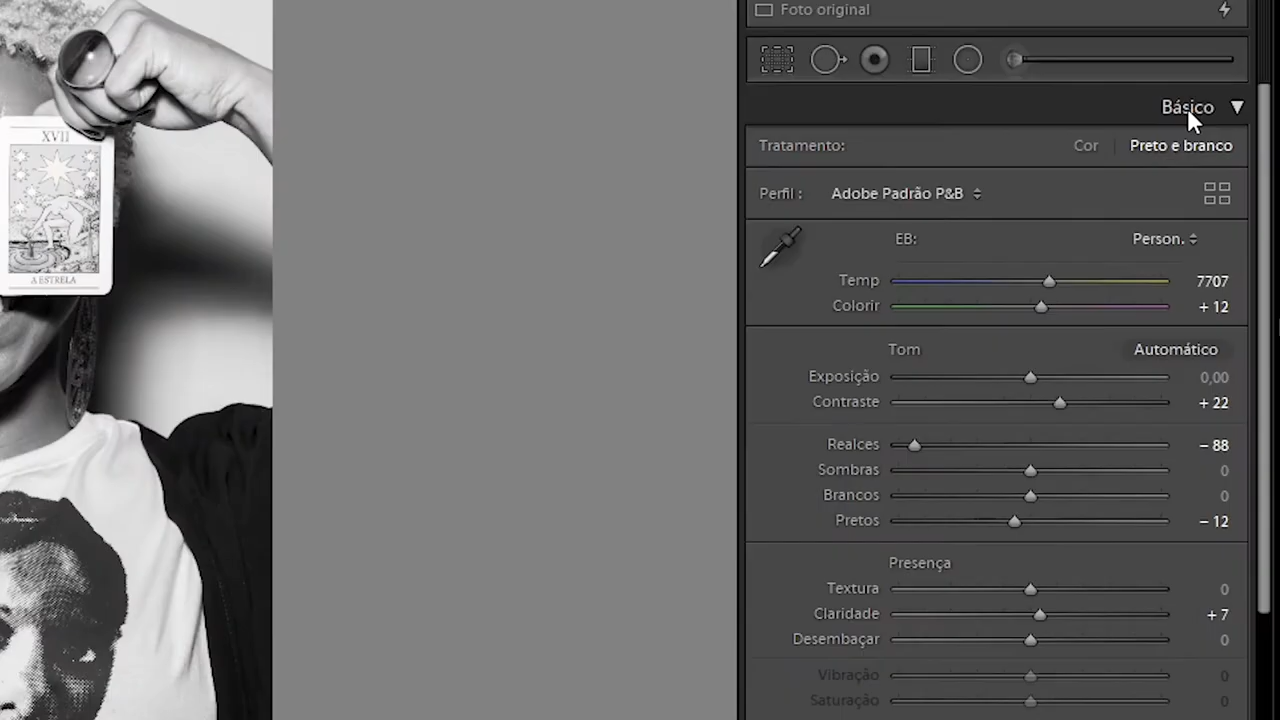 Foto original
Básico
Tratamento: Cor Preto e branco
Perfil : Adobe Padrão P&B
EB: Person.
Temp 7707
Colorir + 12
Tom Automático
Exposição 0,00
Contraste + 22
Realces – 88
Sombras 0
Brancos 0
Pretos – 12
Presença
Textura 0
Claridade + 7
Desembaçar 0
Vibração 0
Saturação 0
XVII
A ESTRELA